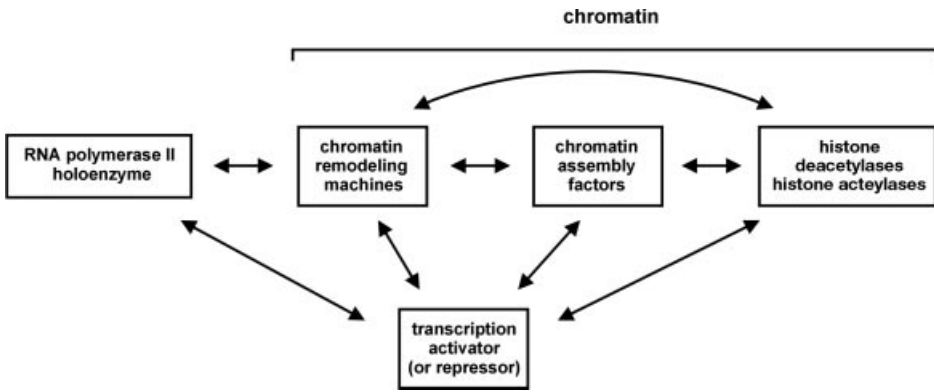 chromatin
RNA polymerase II
holoenzyme
chromatin
remodeling
machines
chromatin
assembly
factors
histone
deacetylases
histone acteylases
transcription
activator
(or repressor)